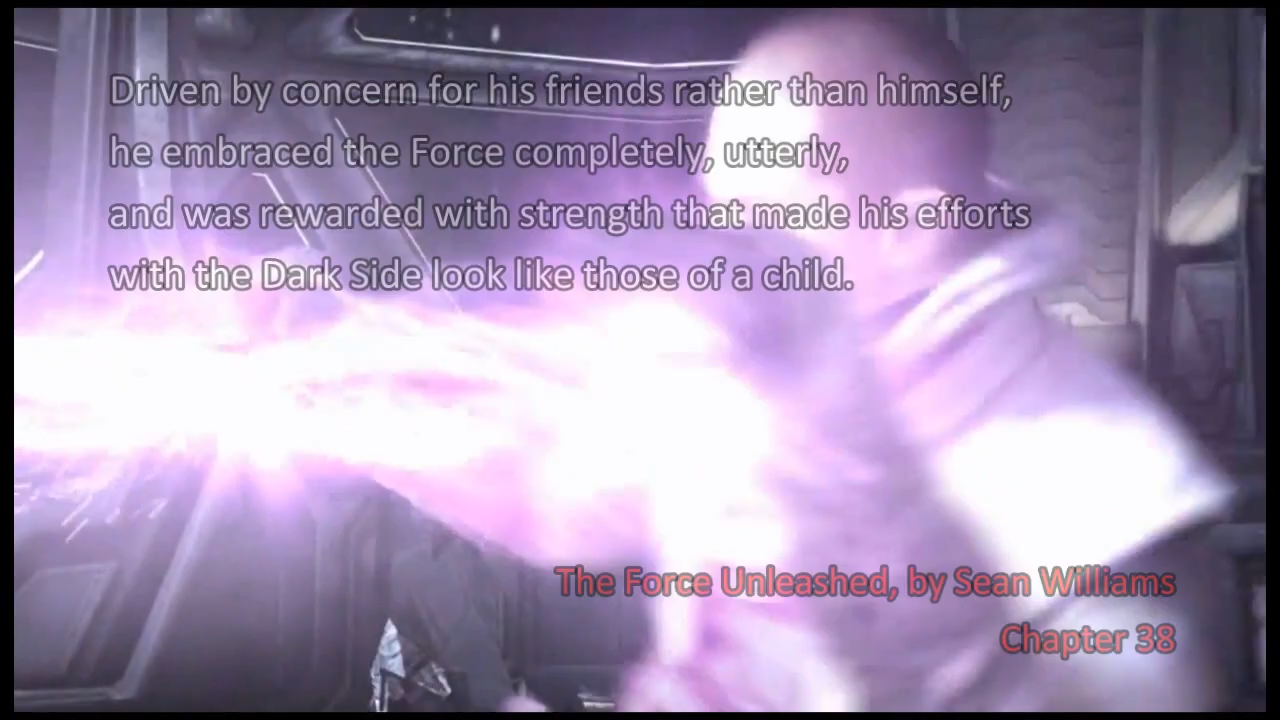 Driven by concern for his friends rather than himself,
he embraced the Force completely, utterly,
and was rewarded with strength that made his efforts
with the Dark Side look like those of a child.
The Force Unleashed, by Sean Williams
Chapter 38